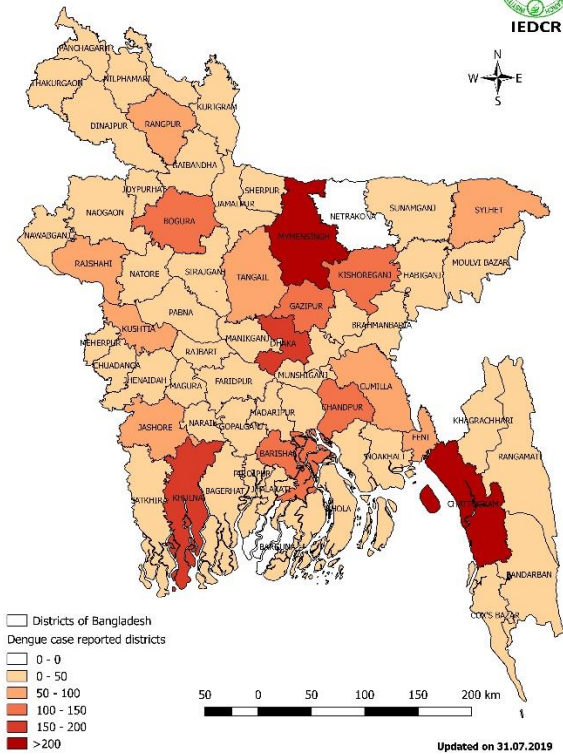 IEDCR
N
W E
S
PANCHAGARH
THAKURGAON
NILPHAMARI
KURIGRAM
RANGPUR
DINAJPUR
GAIBANDHA
JOYPURHAT
SHERPUR
JAMALPUR
NETRAKONA
SUNAMGANJ
SYLHET
NAOGAON
BOGURA
NAWABGANJ
MYMENSINGH
RAJSHAHI
NATORE
SIRAJGANJ
TANGAIL
KISHOREGANJ
HABIGANJ
MOULVI BAZAR
GAZIPUR
PABNA
KUSHTIA
MEHERPUR
MANIKGANJ
DHAKA
BRAHMANBARIA
RAJBARI
CHUADANGA
JHENAIDAH
MAGURA
FARIDPUR
MUNSHIGANJ
CUMILLA
CHANDPUR
MADARIPUR
JASHORE
NARAIL
GOPALGANJ
KHAGRACHHARI
FENI
NOAKHALI
RANGAMATI
BARISHAL
PIROJPUR
JHALAKATI
SATKHIRA
KHULNA
BAGERHAT
BHOLA
CHATTOGRAM
BARGUNA
BANDARBAN
COX'S BAZAR
Districts of Bangladesh
Dengue case reported districts
0 - 0
0 - 50
50 - 100
100 - 150
150 - 200
>200
50 0 50 100 150 200 km
Updated on 31.07.2019